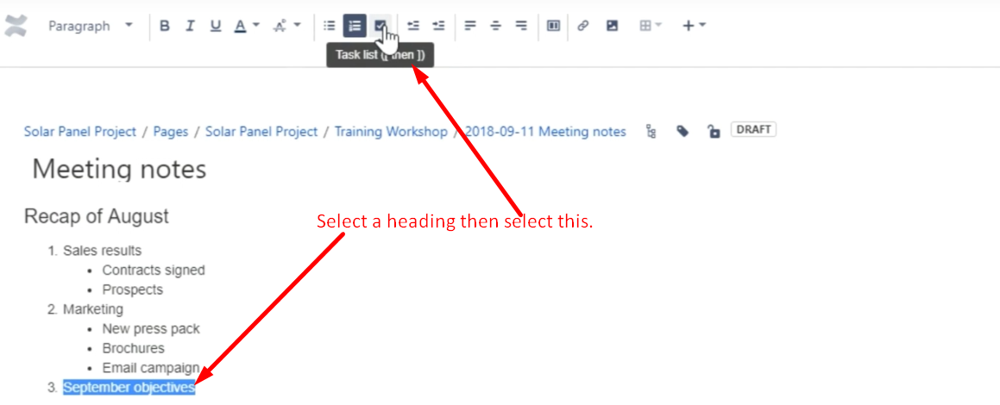 Paragraph B I U A
Task list ([ then ])
Solar Panel Project / Pages / Solar Panel Project / Training Workshop / 2018-09-11 Meeting notes DRAFT
Meeting notes
Recap of August
Select a heading then select this.
1. Sales results
• Contracts signed
• Prospects
2. Marketing
• New press pack
• Brochures
• Email campaign
3. September objectives